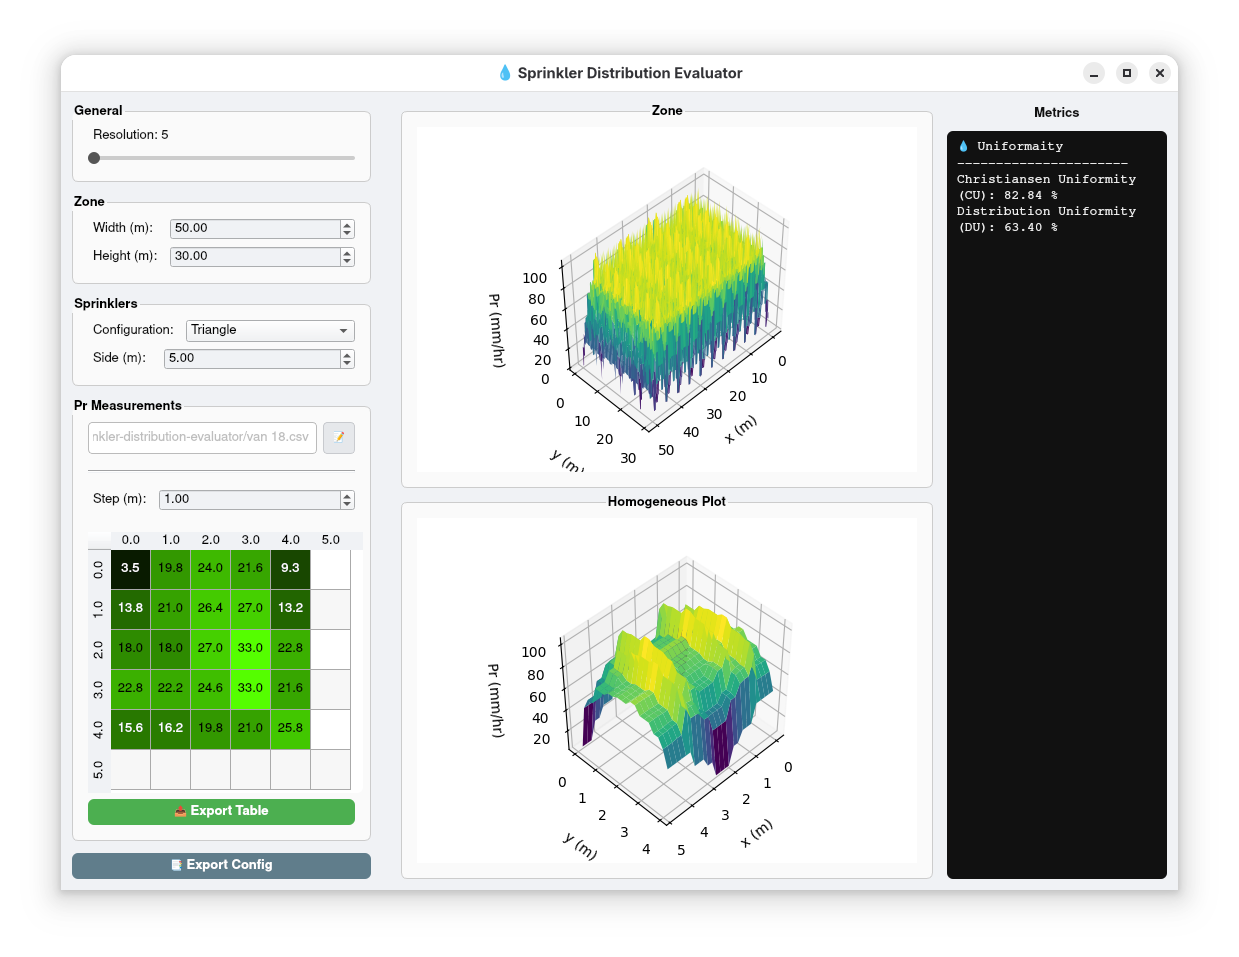 💧 Sprinkler Distribution Evaluator
General
Resolution: 5
Zone
Width (m): 50.00
Height (m): 30.00
Sprinklers
Configuration: Triangle
Side (m): 5.00
Pr Measurements
nkler-distribution-evaluator/van 18.csv
Step (m): 1.00
0.0 1.0 2.0 3.0 4.0 5.0
0.0 3.5 19.8 24.0 21.6 9.3
1.0 13.8 21.0 26.4 27.0 13.2
2.0 18.0 18.0 27.0 33.0 22.8
3.0 22.8 22.2 24.6 33.0 21.6
4.0 15.6 16.2 19.8 21.0 25.8
5.0
Export Table
Export Config
Zone
Pr (mm/hr)
100
80
60
40
20
0
0
10
20
30
y (m)
50
40
30
20
10
0
x (m)
Homogeneous Plot
Pr (mm/hr)
100
80
60
40
20
0
1
2
3
4
y (m)
5
4
3
2
1
0
x (m)
Metrics
💧 Uniformaity
----------------------
Christiansen Uniformity
(CU): 82.84 %
Distribution Uniformity
(DU): 63.40 %